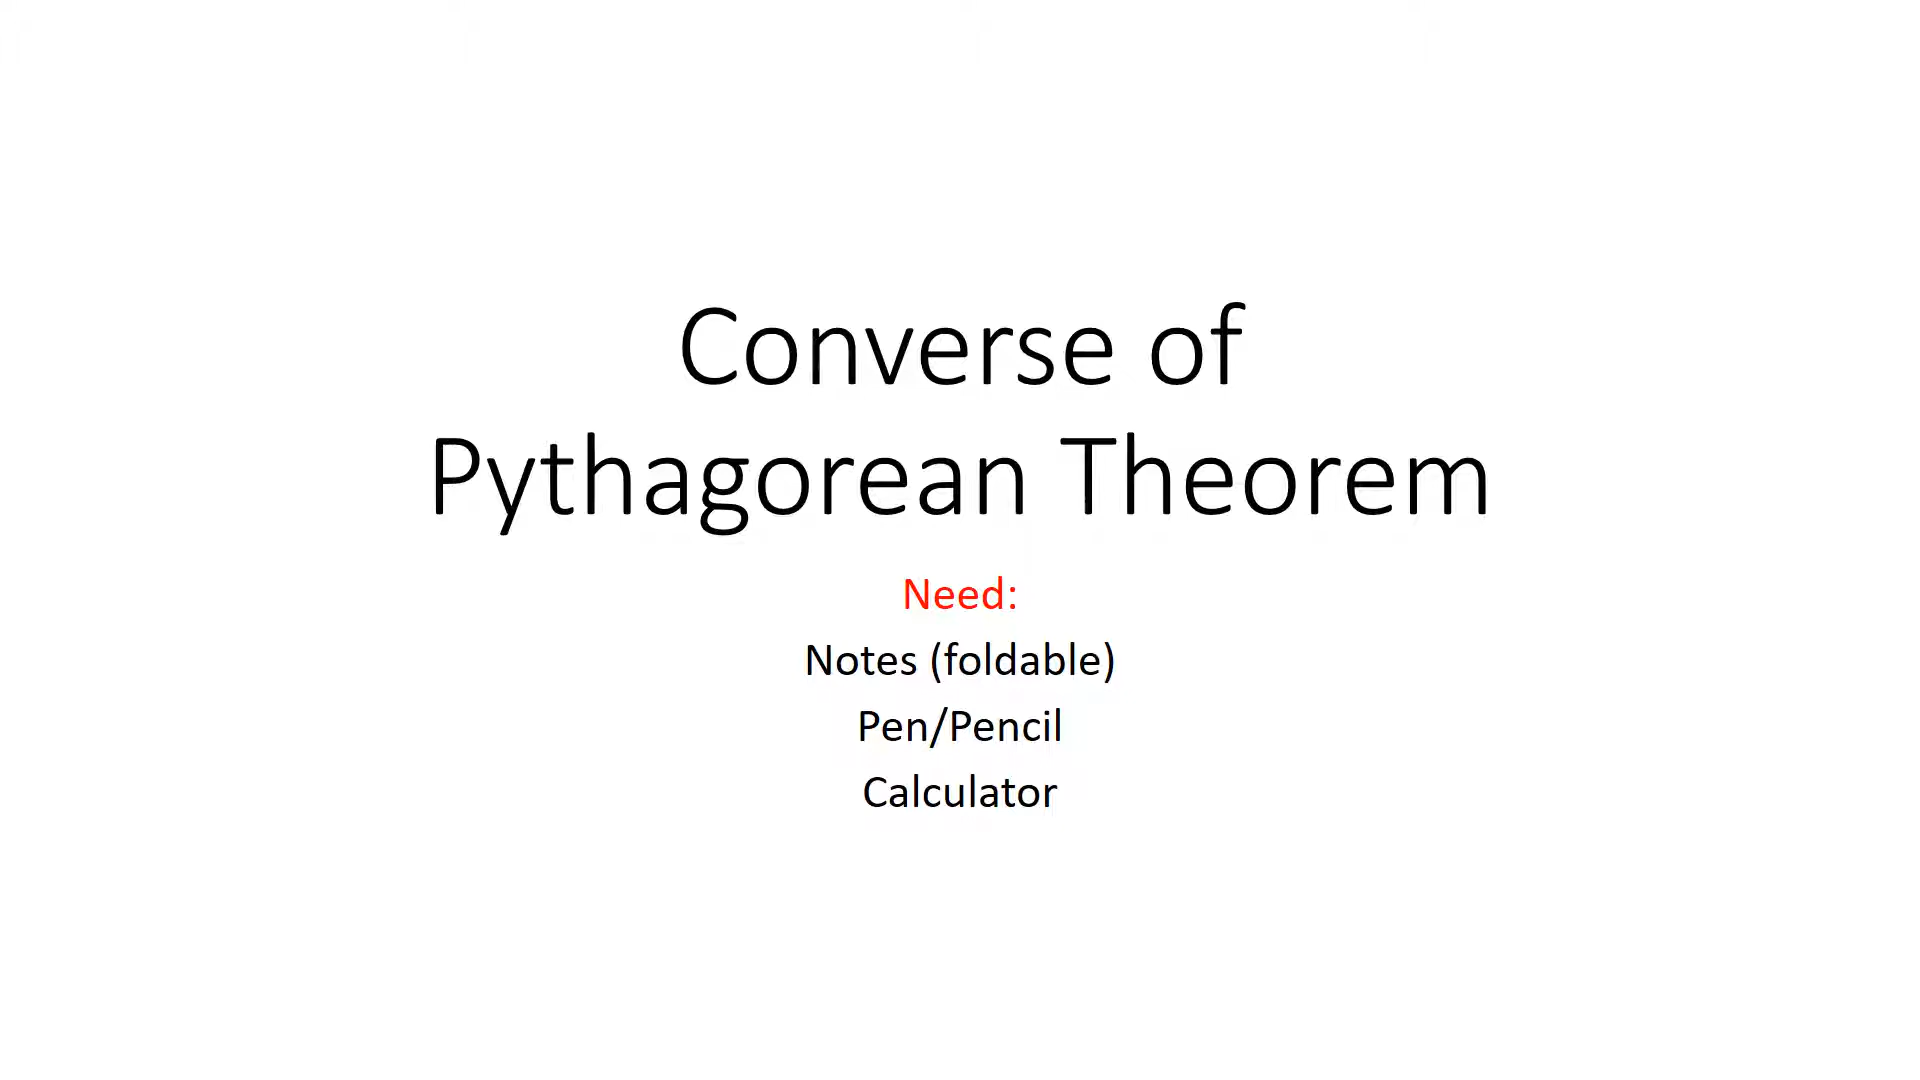 Converse of
Pythagorean Theorem
Need:
Notes (foldable)
Pen/Pencil
Calculator